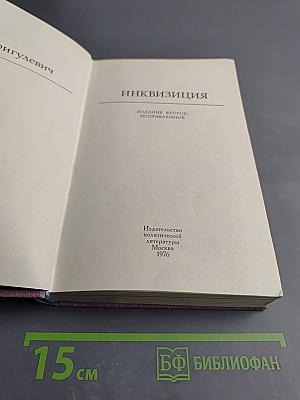 ригулевич
ИНКВИЗИЦИЯ
ИЗДАНИЕ ВТОРОЕ,
ИСПРАВЛЕННОЕ
Издательство
политической
литературы
Москва
1976
15 см
БФ БИБЛИОФАН